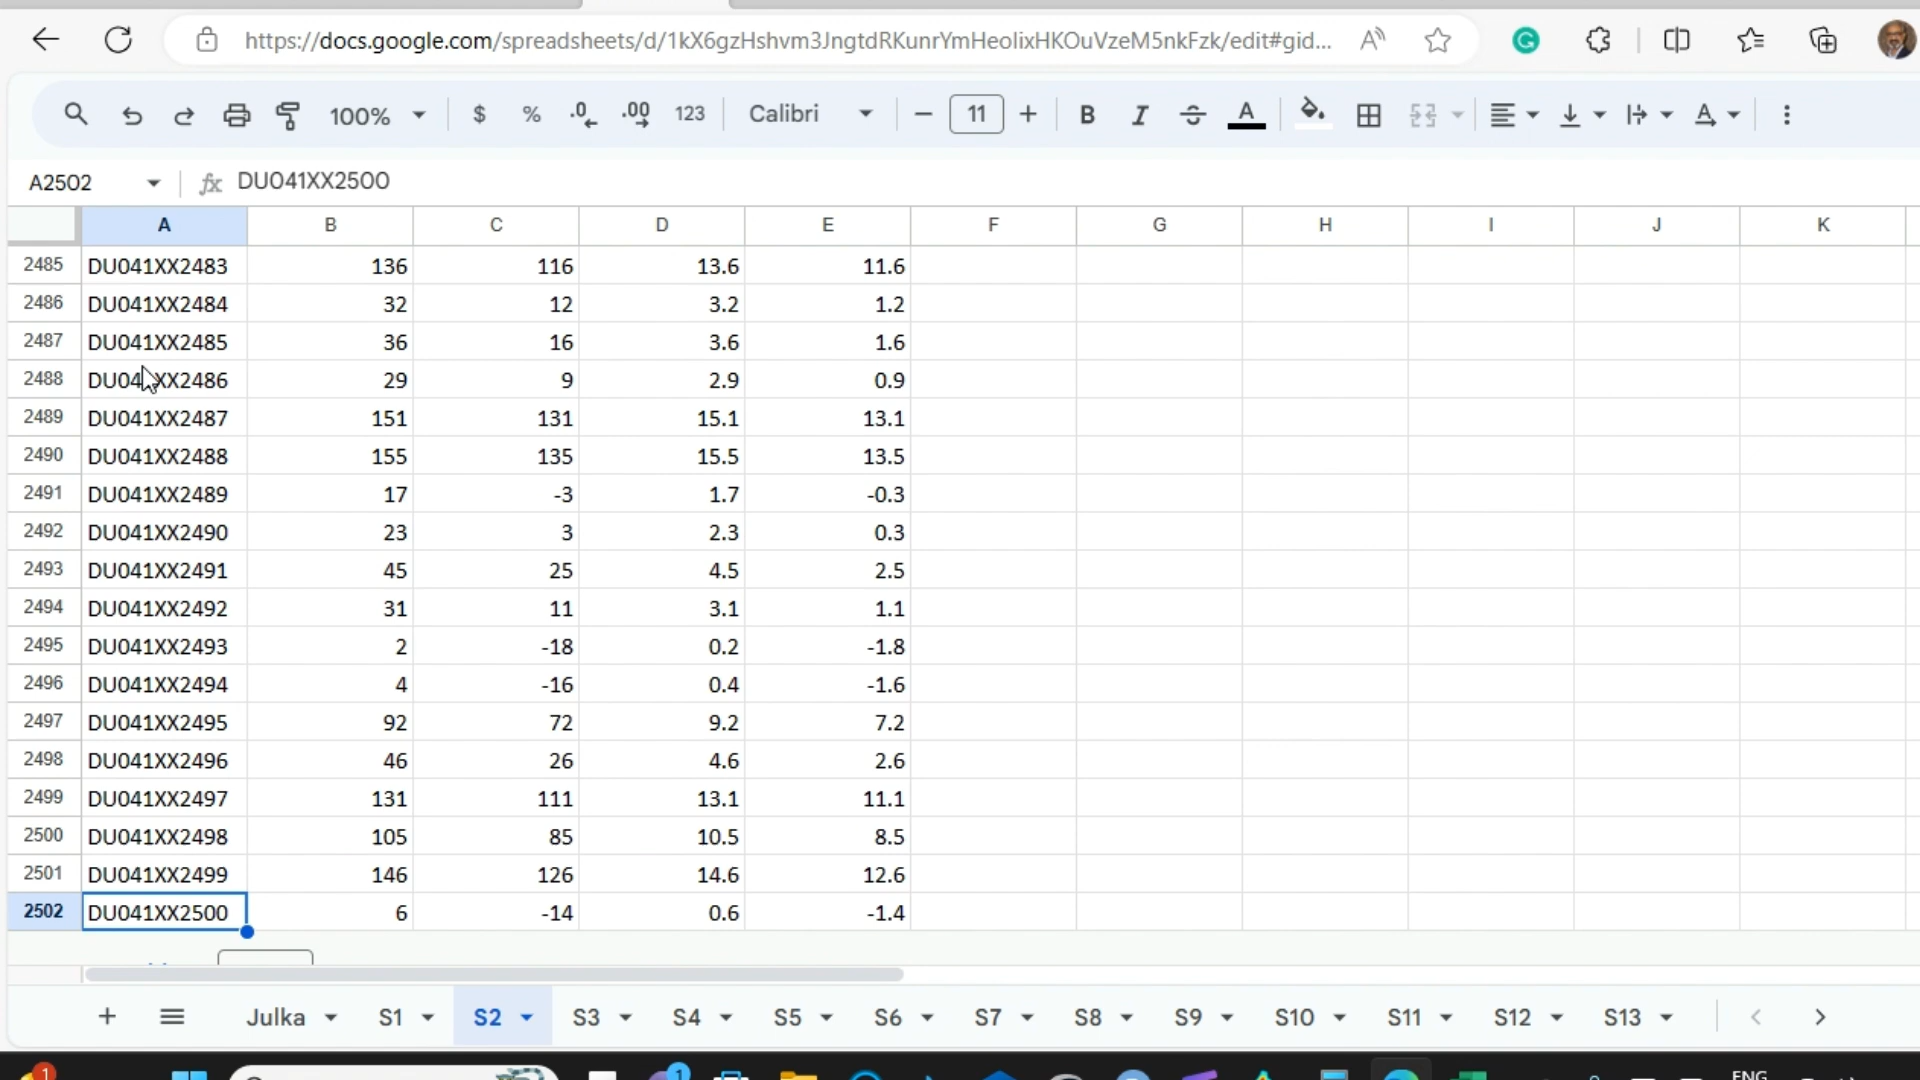 https://docs.google.com/spreadsheets/d/1kX6gzHshvm3JngtdRKunrYmHeolixHKOuVzeM5nkFzk/edit#gid...
100% $ % .0 .00 123 Calibri 11 B I A
A2502 fx DU041XX2500
A B C D E F G H I J K
2485 DU041XX2483 136 116 13.6 11.6
2486 DU041XX2484 32 12 3.2 1.2
2487 DU041XX2485 36 16 3.6 1.6
2488 DU041XX2486 29 9 2.9 0.9
2489 DU041XX2487 151 131 15.1 13.1
2490 DU041XX2488 155 135 15.5 13.5
2491 DU041XX2489 17 -3 1.7 -0.3
2492 DU041XX2490 23 3 2.3 0.3
2493 DU041XX2491 45 25 4.5 2.5
2494 DU041XX2492 31 11 3.1 1.1
2495 DU041XX2493 2 -18 0.2 -1.8
2496 DU041XX2494 4 -16 0.4 -1.6
2497 DU041XX2495 92 72 9.2 7.2
2498 DU041XX2496 46 26 4.6 2.6
2499 DU041XX2497 131 111 13.1 11.1
2500 DU041XX2498 105 85 10.5 8.5
2501 DU041XX2499 146 126 14.6 12.6
2502 DU041XX2500 6 -14 0.6 -1.4
Julka S1 S2 S3 S4 S5 S6 S7 S8 S9 S10 S11 S12 S13
1 1 ENG